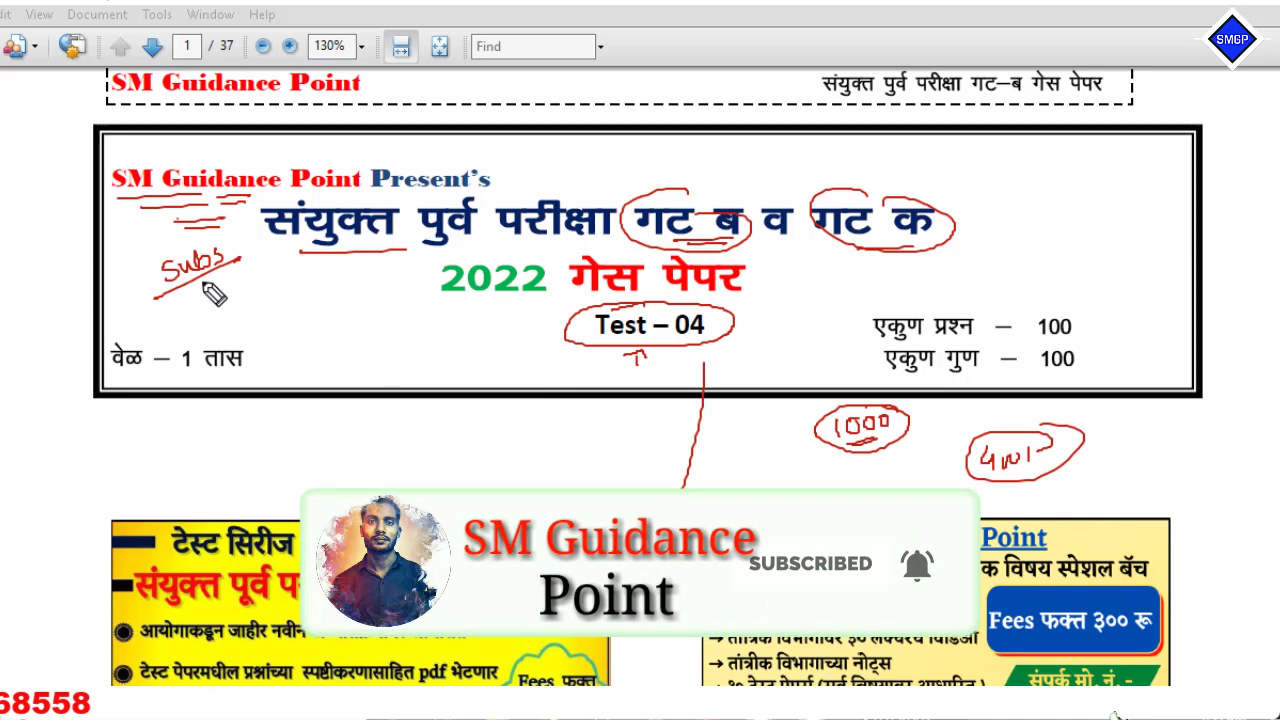 View Document Tools Window Help
1 / 37 130% Find
SMGP
SM Guidance Point संयुक्त पुर्व परीक्षा गट–ब गेस पेपर
SM Guidance Point Present's
संयुक्त पुर्व परीक्षा गट ब व गट क
Subs
2022 गेस पेपर
Test – 04
एकुण प्रश्न – 100
वेळ – 1 तास
एकुण गुण – 100
1000
टेस्ट सिरीज
संयुक्त पूर्व
आयोगाकडून जाहीर
टेस्ट पेपरमधील प्रश्नांच्या स्पष्टीकरणासहित pdf भेटणार
Fees फक्त
SM Guidance
Point
SUBSCRIBED
Point
क विषय स्पेशल बॅच
Fees फक्त ३०० रू
→ तांत्रीक विभागाच्या नोट्स
संपर्क मो. नं. -
68558